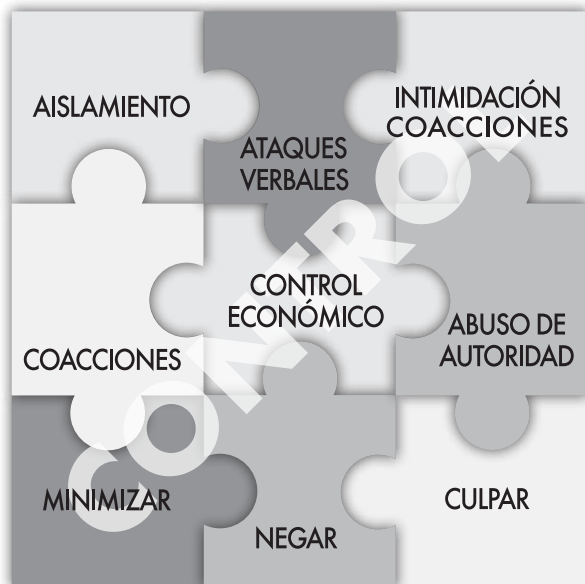 AISLAMIENTO
ATAQUES
VERBALES
INTIMIDACIÓN
COACCIONES
COACCIONES
CONTROL
ECONÓMICO
ABUSO DE
AUTORIDAD
MINIMIZAR
NEGAR
CULPAR
CONTROL